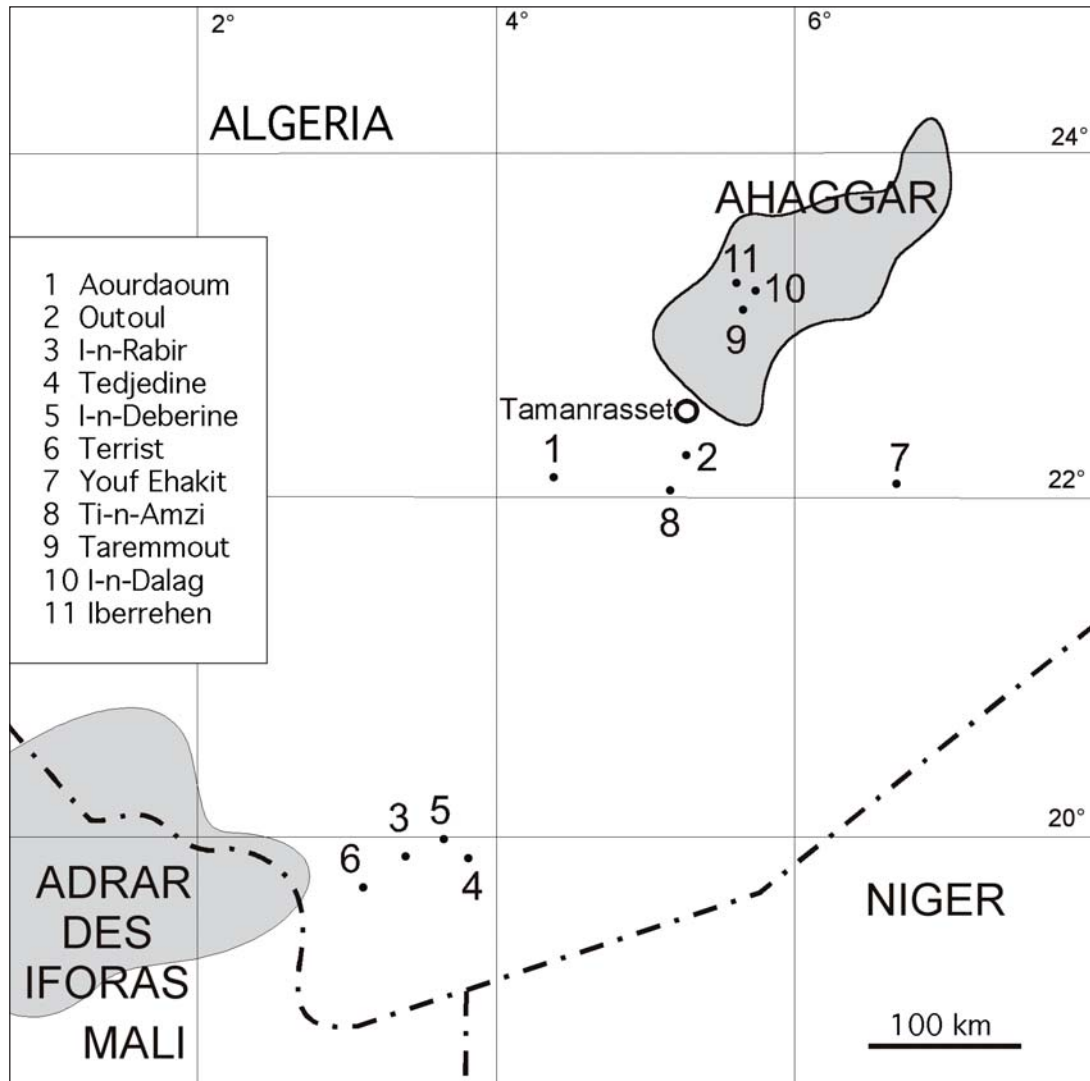 2°
4°
6°
ALGERIA
24°
AHAGGAR
11
10
9
1 Aourdaoum
2 Outoul
3 I-n-Rabir
4 Tedjedine
5 I-n-Deberine
6 Terrist
7 Youf Ehakit
8 Ti-n-Amzi
9 Taremmout
10 I-n-Dalag
11 Iberrehen
Tamanrasset
1
2
7
22°
8
5
3
20°
6
4
ADRAR
DES
IFORAS
MALI
NIGER
100 km